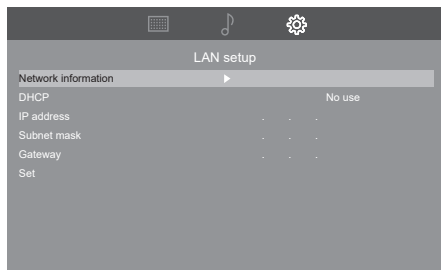 LAN setup
Network information
DHCP No use
IP address . . .
Subnet mask . . .
Gateway . . .
Set